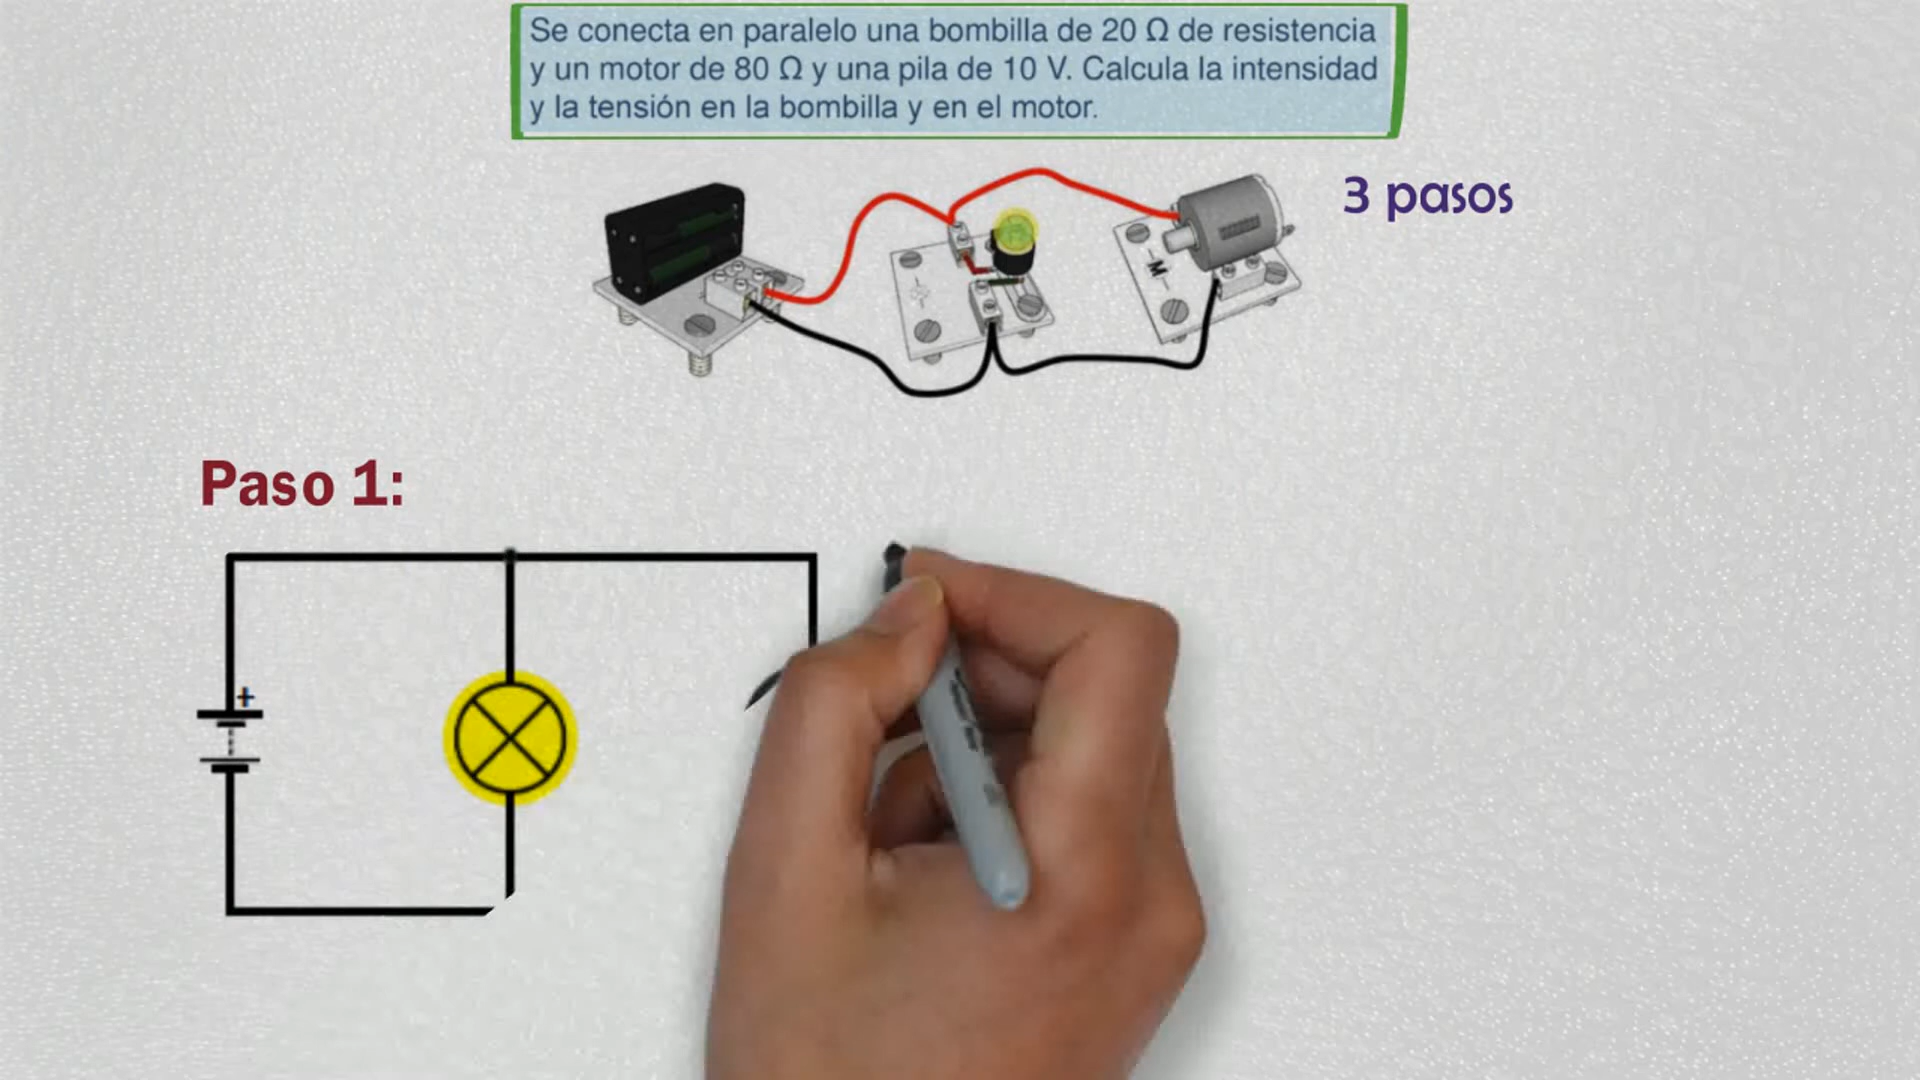 Se conecta en paralelo una bombilla de 20 Ω de resistencia
y un motor de 80 Ω y una pila de 10 V. Calcula la intensidad
y la tensión en la bombilla y en el motor.
3 pasos
M
Paso 1:
+